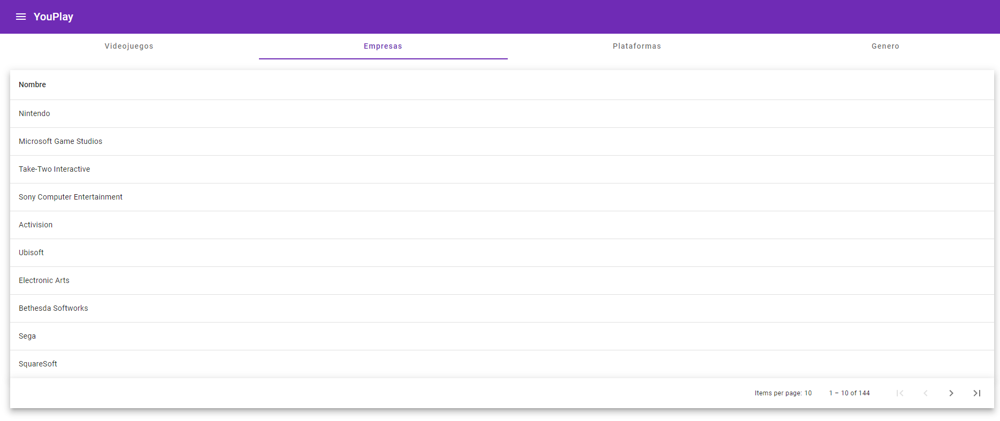 YouPlay
Videojuegos Empresas Plataformas Genero
Nombre
Nintendo
Microsoft Game Studios
Take-Two Interactive
Sony Computer Entertainment
Activision
Ubisoft
Electronic Arts
Bethesda Softworks
Sega
SquareSoft
Items per page: 10 1 – 10 of 144